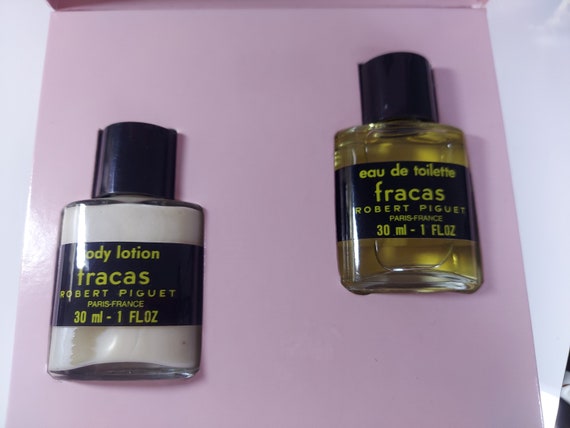 eau de toilette
fracas
ROBERT PIGUET
PARIS-FRANCE
30 ml - 1 FL.OZ
body lotion
fracas
ROBERT PIGUET
PARIS-FRANCE
30 ml - 1 FL.OZ